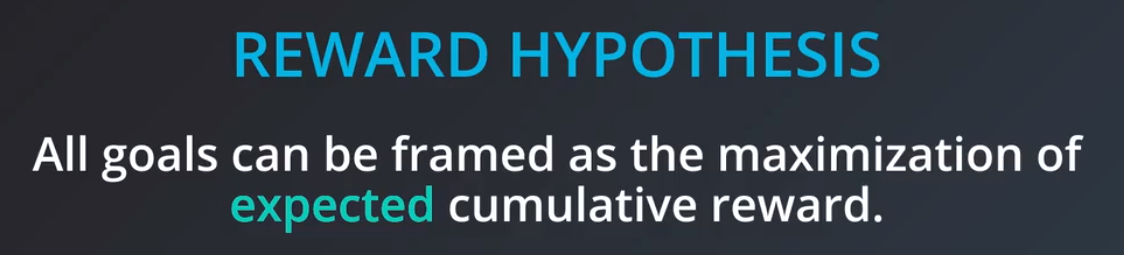 REWARD HYPOTHESIS
All goals can be framed as the maximization of
expected cumulative reward.